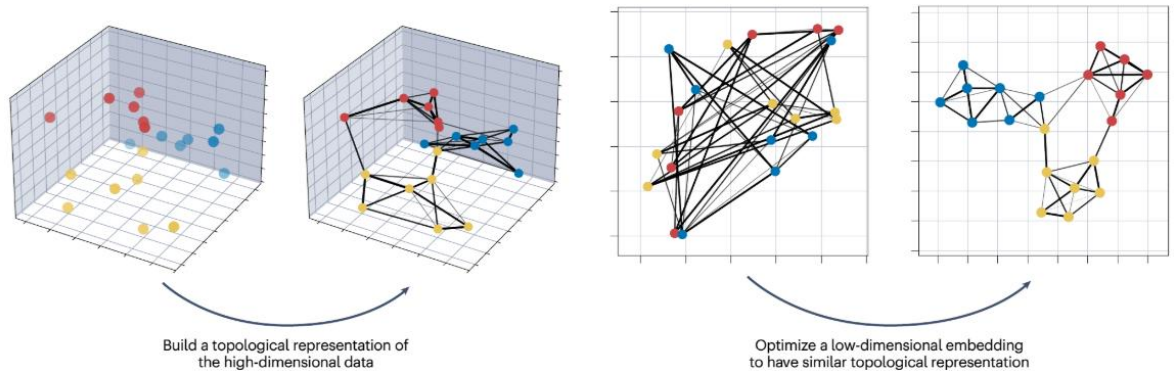 Build a topological representation of
the high-dimensional data
Optimize a low-dimensional embedding
to have similar topological representation